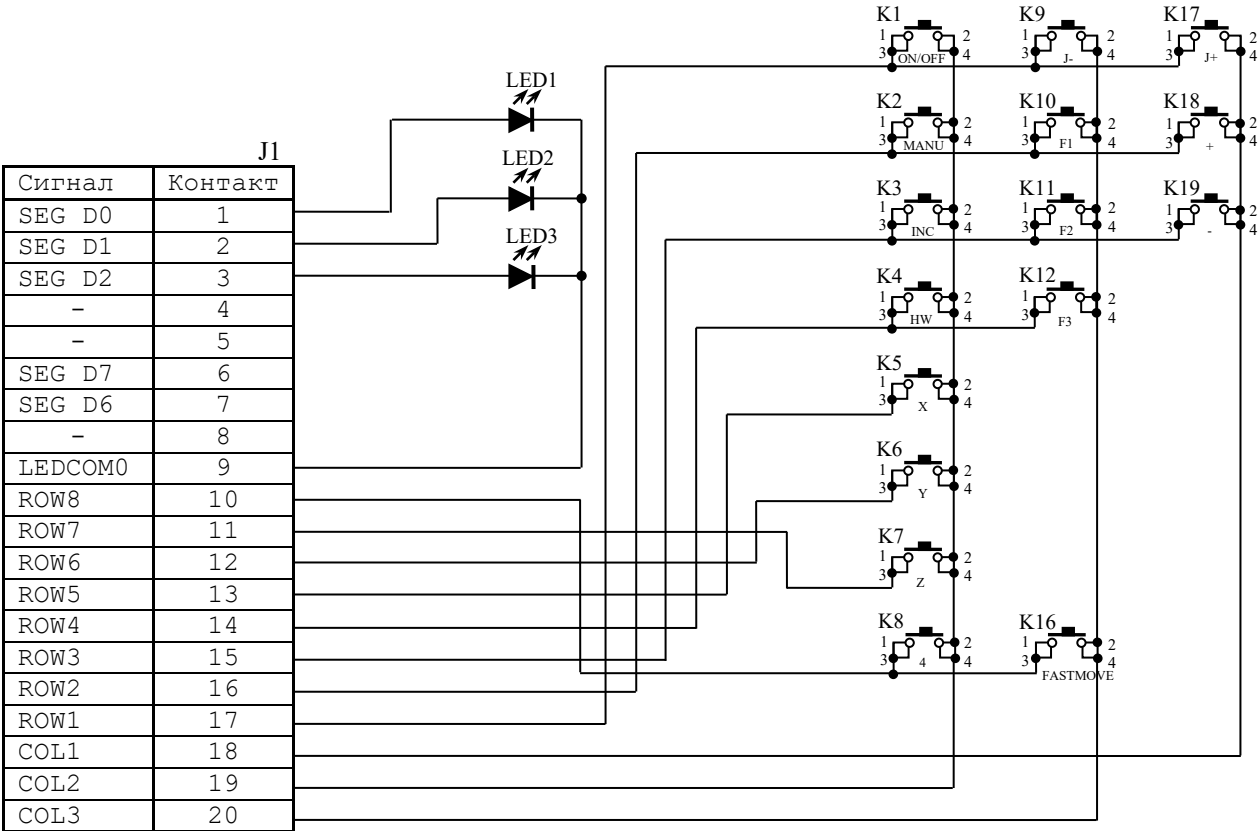 J1
Сигнал Контакт
SEG D0 1
SEG D1 2
SEG D2 3
- 4
- 5
SEG D7 6
SEG D6 7
- 8
LEDCOM0 9
ROW8 10
ROW7 11
ROW6 12
ROW5 13
ROW4 14
ROW3 15
ROW2 16
ROW1 17
COL1 18
COL2 19
COL3 20
LED1
LED2
LED3
K1 K9 K17
1 2 1 2 1 2
3 ON/OFF 4 3 J- 4 3 J+ 4
K2 K10 K18
1 2 1 2 1 2
3 MANU 4 3 F1 4 3 + 4
K3 K11 K19
1 2 1 2 1 2
3 INC 4 3 F2 4 3 - 4
K4 K12
1 2 1 2
3 HW 4 3 F3 4
K5
1 2
3 X 4
K6
1 2
3 Y 4
K7
1 2
3 Z 4
K8 K16
1 2 1 2
3 4 4 3 FASTMOVE 4